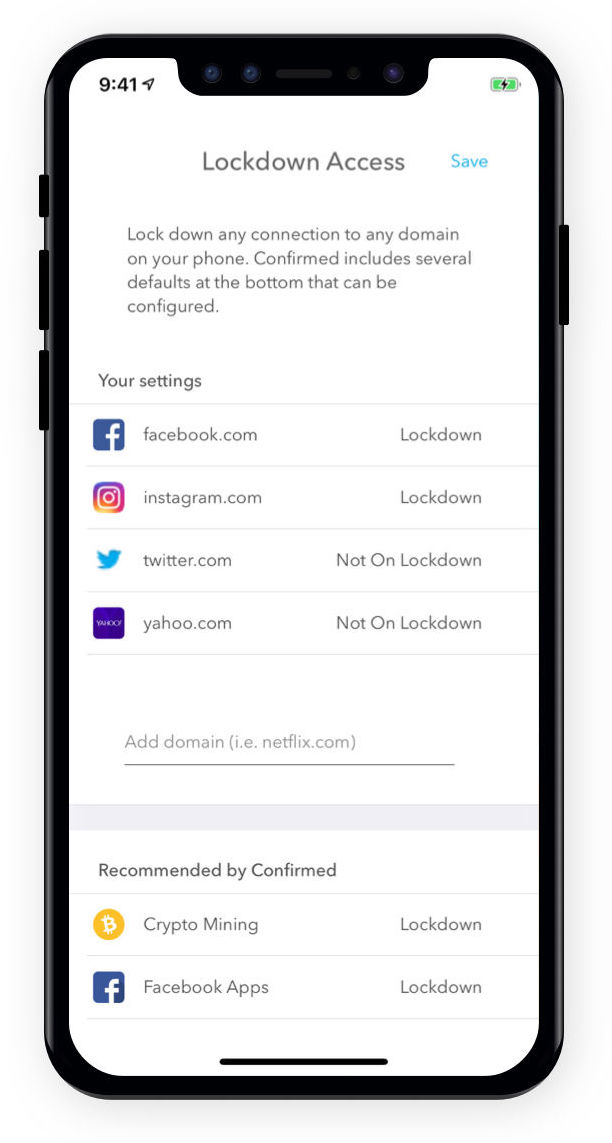 9:41
Lockdown Access
Save
Lock down any connection to any domain
on your phone. Confirmed includes several
defaults at the bottom that can be
configured.
Your settings
facebook.com Lockdown
instagram.com Lockdown
twitter.com Not On Lockdown
YAHOO! yahoo.com Not On Lockdown
Add domain (i.e. netflix.com)
Recommended by Confirmed
Crypto Mining Lockdown
Facebook Apps Lockdown